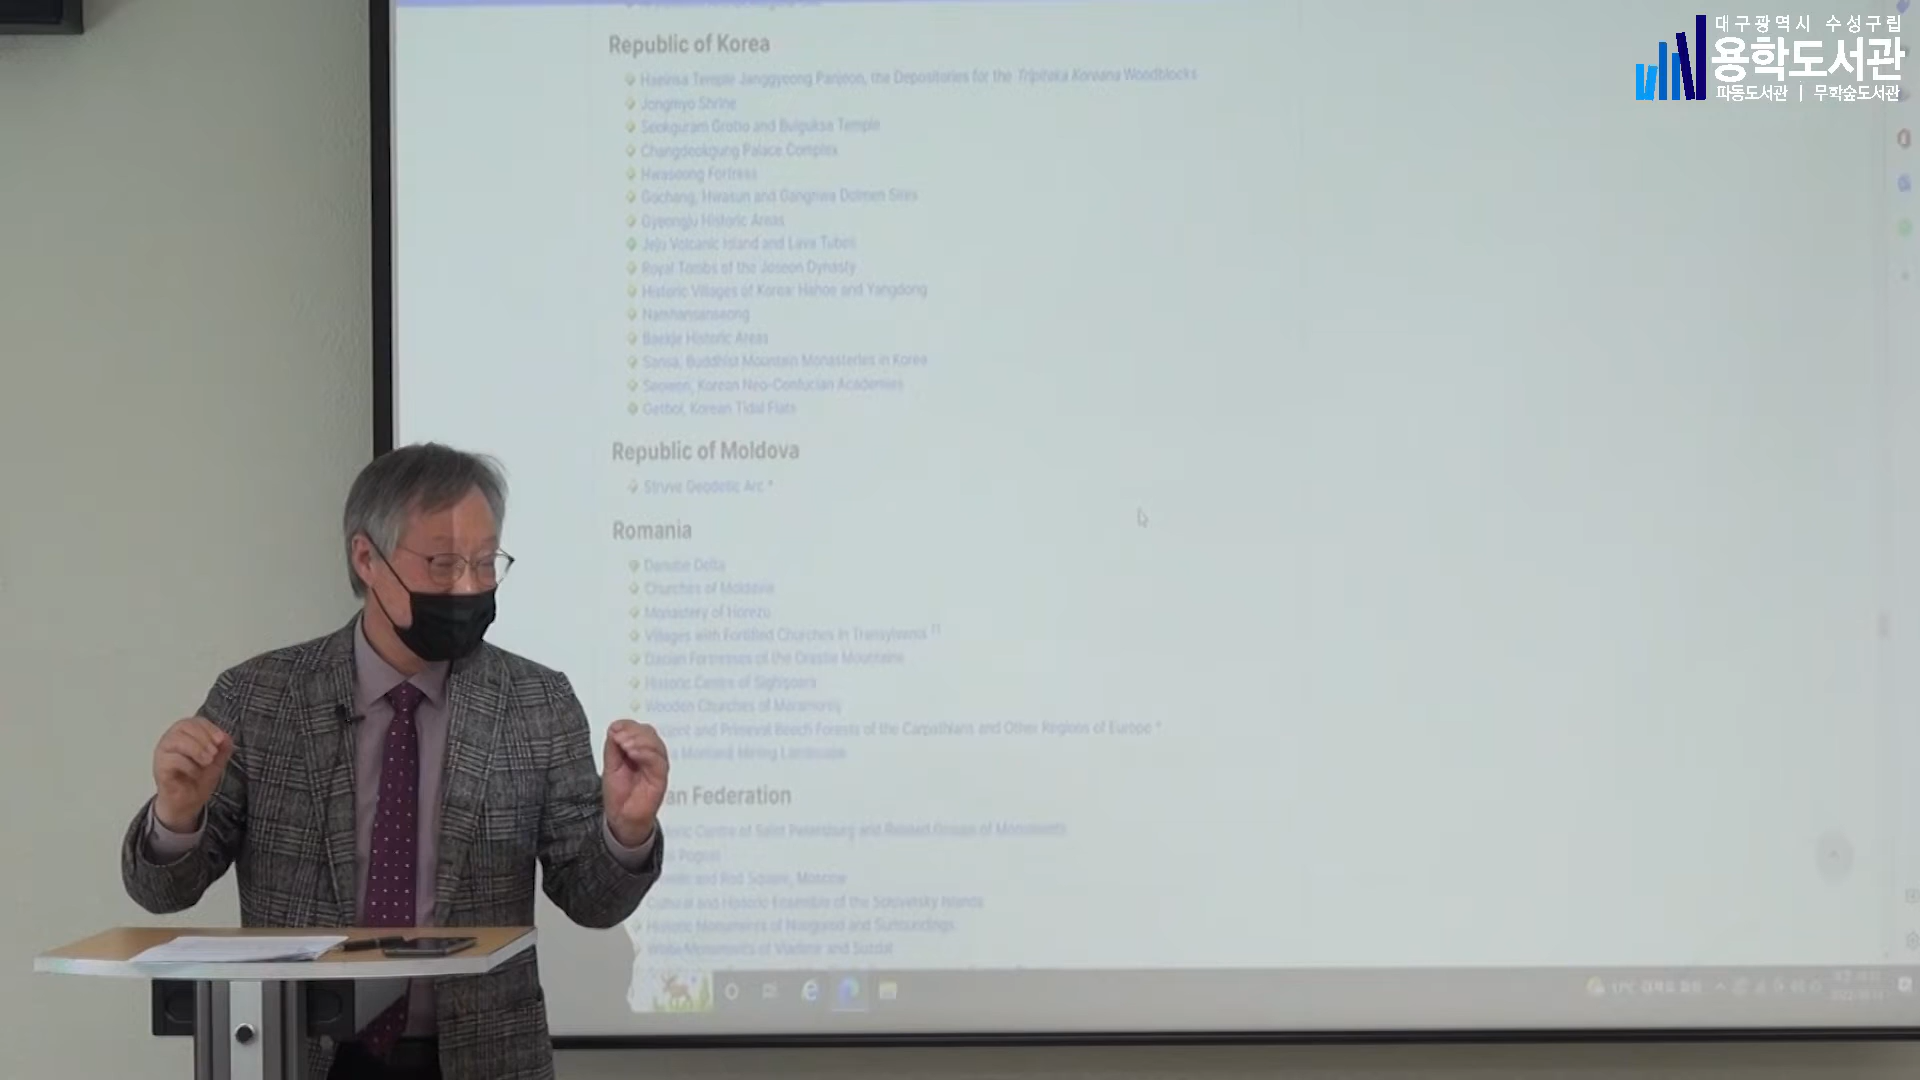 대구광역시 수성구립
용학도서관
파동도서관 | 무학숲도서관
Republic of Korea
Haeinsa Temple Janggyeong Panjeon, the Depositories for the Tripitaka Koreana Woodblocks
Jongmyo Shrine
Seokguram Grotto and Bulguksa Temple
Changdeokgung Palace Complex
Hwaseong Fortress
Gochang, Hwasun and Ganghwa Dolmen Sites
Gyeongju Historic Areas
Jeju Volcanic Island and Lava Tubes
Royal Tombs of the Joseon Dynasty
Historic Villages of Korea: Hahoe and Yangdong
Namhansanseong
Baekje Historic Areas
Sansa, Buddhist Mountain Monasteries in Korea
Seowon, Korean Neo-Confucian Academies
Getbol, Korean Tidal Flats
Republic of Moldova
Struve Geodetic Arc *
Romania
Danube Delta
Churches of Moldavia
Monastery of Horezu
Villages with Fortified Churches in Transylvania
Dacian Fortresses of the Orastie Mountains
Historic Centre of Sighişoara
Wooden Churches of Maramureş
and Primeval Beech Forests of the Carpathians and Other Regions of Europe *
Montană Mining Landscape
an Federation
Centre of Saint Petersburg and Related Groups of Monuments
Pogost
and Red Square, Moscow
Cultural and Historic Ensemble of the Solovetsky Islands
Historic Monuments of Novgorod and Surroundings
White Monuments of Vladimir and Suzdal